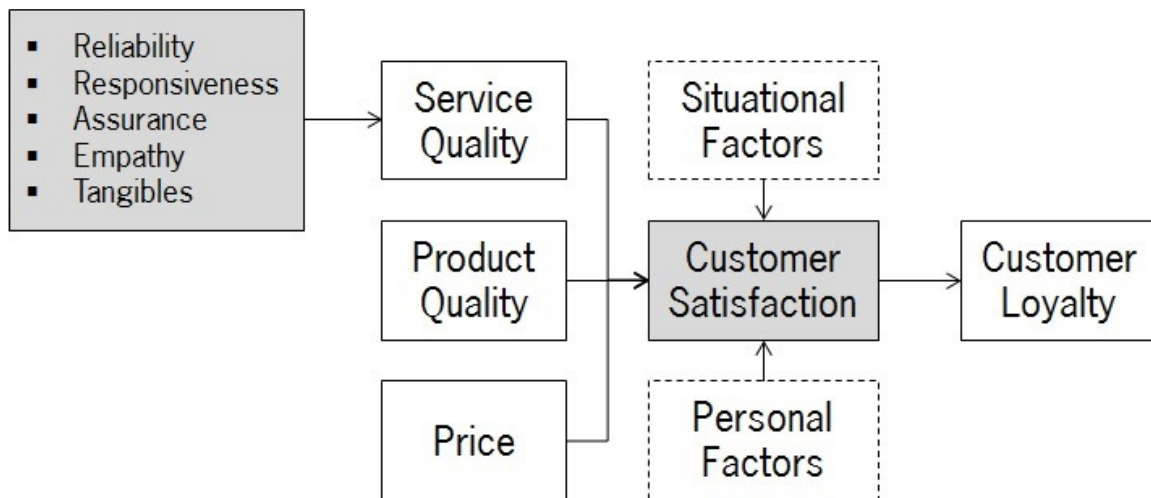 ▪ Reliability
▪ Responsiveness
▪ Assurance
▪ Empathy
▪ Tangibles
Service
Quality
Situational
Factors
Product
Quality
Customer
Satisfaction
Customer
Loyalty
Price
Personal
Factors